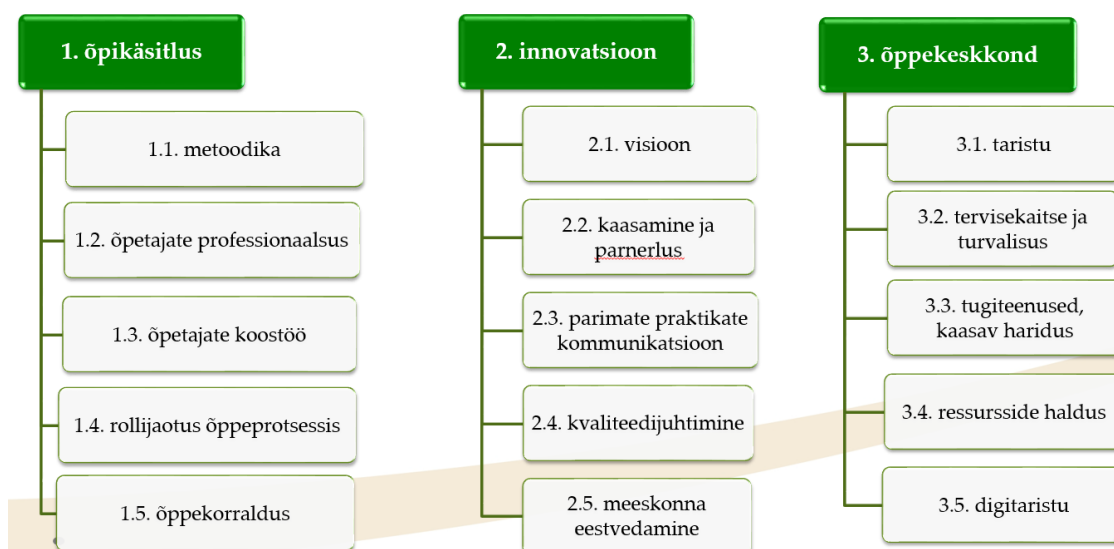 1. õpikäsitlus
1.1. metoodika
1.2. õpetajate professionaalsus
1.3. õpetajate koostöö
1.4. rollijaotus õppeprotsessis
1.5. õppekorraldus
2. innovatsioon
2.1. visioon
2.2. kaasamine ja
parnerlus
2.3. parimate praktikate
kommunikatsioon
2.4. kvaliteedijuhtimine
2.5. meeskonna
eestvedamine
3. õppekeskkond
3.1. taristu
3.2. tervisekaitse ja
turvalisus
3.3. tugiteenused,
kaasav haridus
3.4. ressursside haldus
3.5. digitaristu